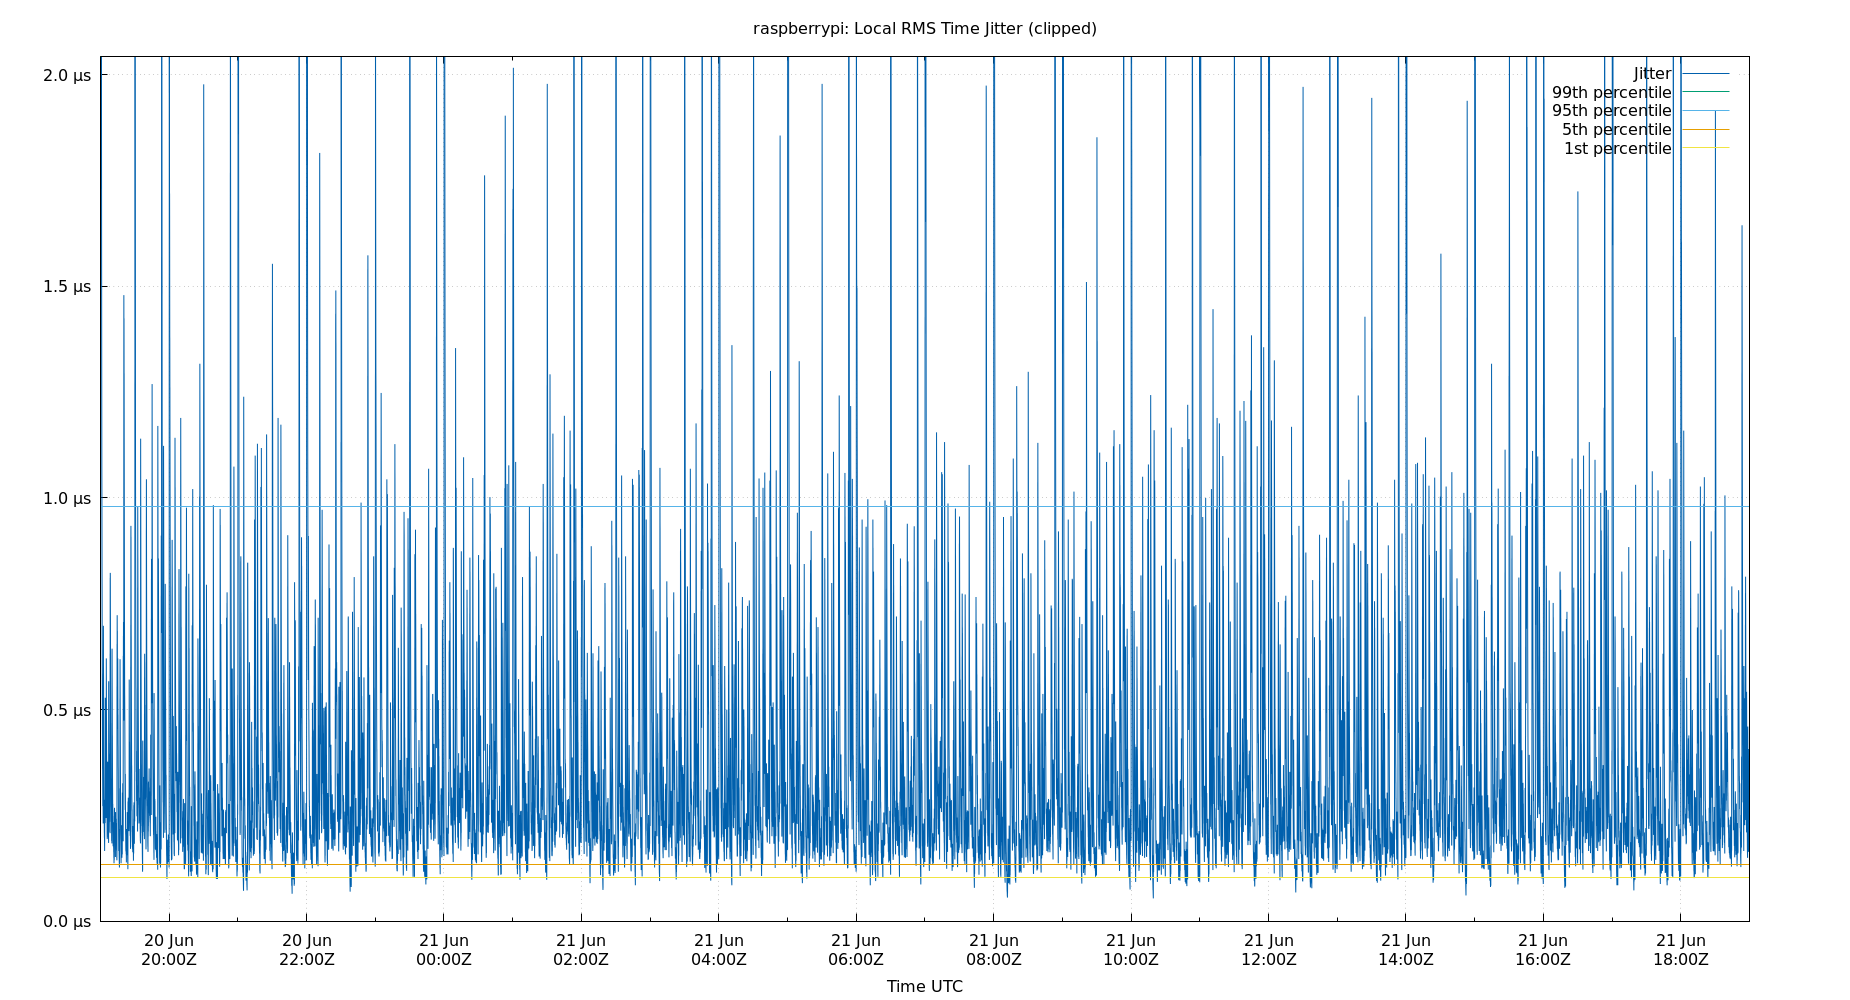 raspberrypi: Local RMS Time Jitter (clipped)
2.0 µs
1.5 µs
1.0 µs
0.5 µs
0.0 µs
Jitter
99th percentile
95th percentile
5th percentile
1st percentile
20 Jun 20 Jun 21 Jun 21 Jun 21 Jun 21 Jun 21 Jun 21 Jun 21 Jun 21 Jun 21 Jun 21 Jun
20:00Z 22:00Z 00:00Z 02:00Z 04:00Z 06:00Z 08:00Z 10:00Z 12:00Z 14:00Z 16:00Z 18:00Z
Time UTC